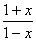 1 + x
1 − x